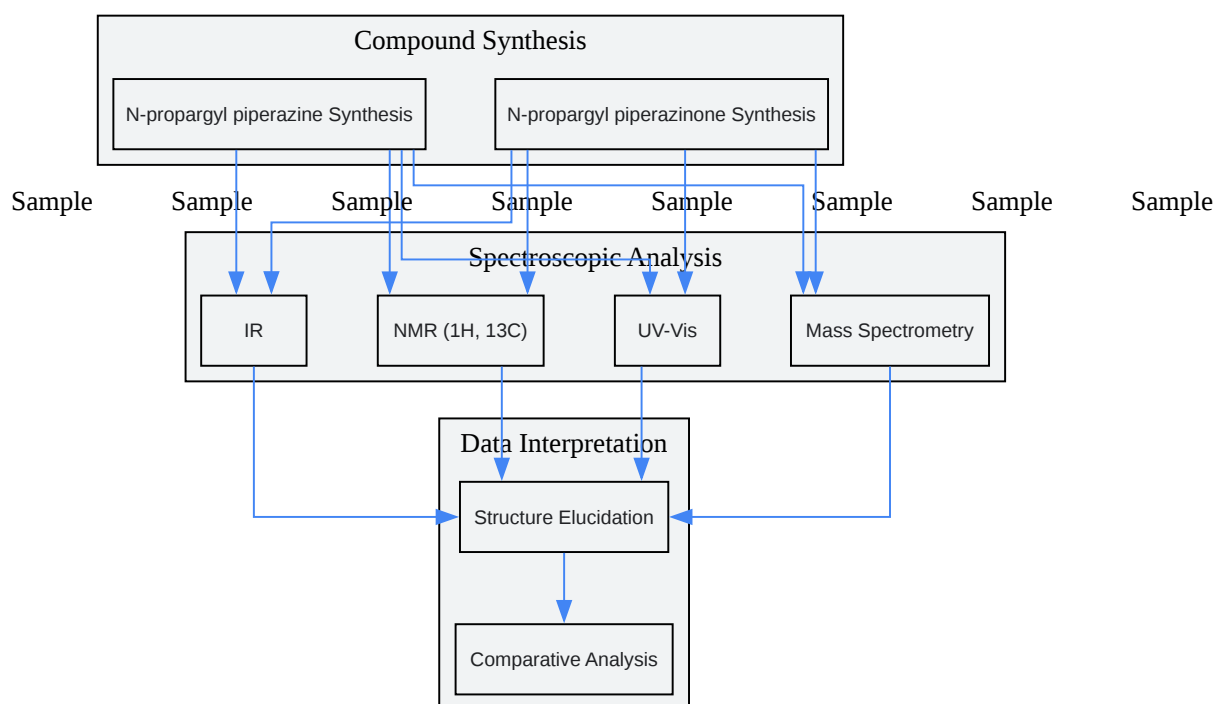 Compound Synthesis
N-propargyl piperazine Synthesis
N-propargyl piperazinone Synthesis
Sample
Sample
Sample
Sample
Sample
Sample
Sample
Sample
Spectroscopic Analysis
IR
NMR (1H, 13C)
UV-Vis
Mass Spectrometry
Data Interpretation
Structure Elucidation
Comparative Analysis